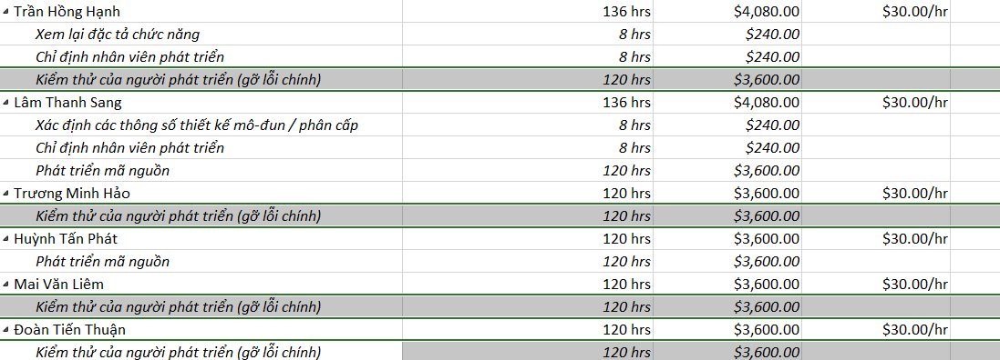 Trần Hồng Hạnh 136 hrs $4,080.00 $30.00/hr
Xem lại đặc tả chức năng 8 hrs $240.00
Chỉ định nhân viên phát triển 8 hrs $240.00
Kiểm thử của người phát triển (gỡ lỗi chính) 120 hrs $3,600.00
Lâm Thanh Sang 136 hrs $4,080.00 $30.00/hr
Xác định các thông số thiết kế mô-đun / phân cấp 8 hrs $240.00
Chỉ định nhân viên phát triển 8 hrs $240.00
Phát triển mã nguồn 120 hrs $3,600.00
Trương Minh Hảo 120 hrs $3,600.00 $30.00/hr
Kiểm thử của người phát triển (gỡ lỗi chính) 120 hrs $3,600.00
Huỳnh Tấn Phát 120 hrs $3,600.00 $30.00/hr
Phát triển mã nguồn 120 hrs $3,600.00
Mai Văn Liêm 120 hrs $3,600.00 $30.00/hr
Kiểm thử của người phát triển (gỡ lỗi chính) 120 hrs $3,600.00
Đoàn Tiến Thuận 120 hrs $3,600.00 $30.00/hr
Kiểm thử của người phát triển (gỡ lỗi chính) 120 hrs $3,600.00